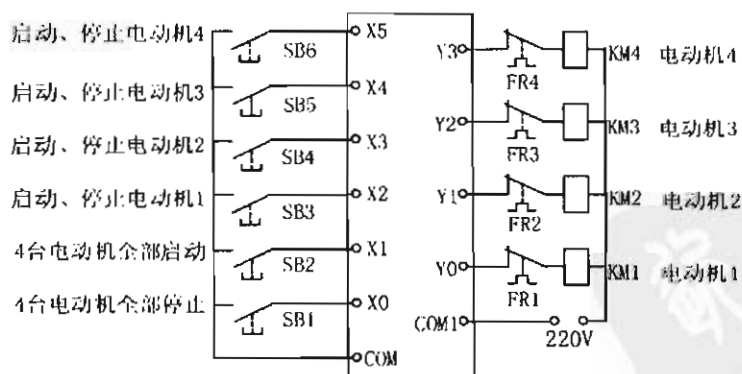 启动、停止电动机4 SB6 X5 Y3 FR4 KM4 电动机4
启动、停止电动机3 SB5 X4 Y2 FR3 KM3 电动机3
启动、停止电动机2 SB4 X3 Y1 FR2 KM2 电动机2
启动、停止电动机1 SB3 X2 Y0 FR1 KM1 电动机1
4台电动机全部启动 SB2 X1
4台电动机全部停止 SB1 X0 COM1 220V
COM